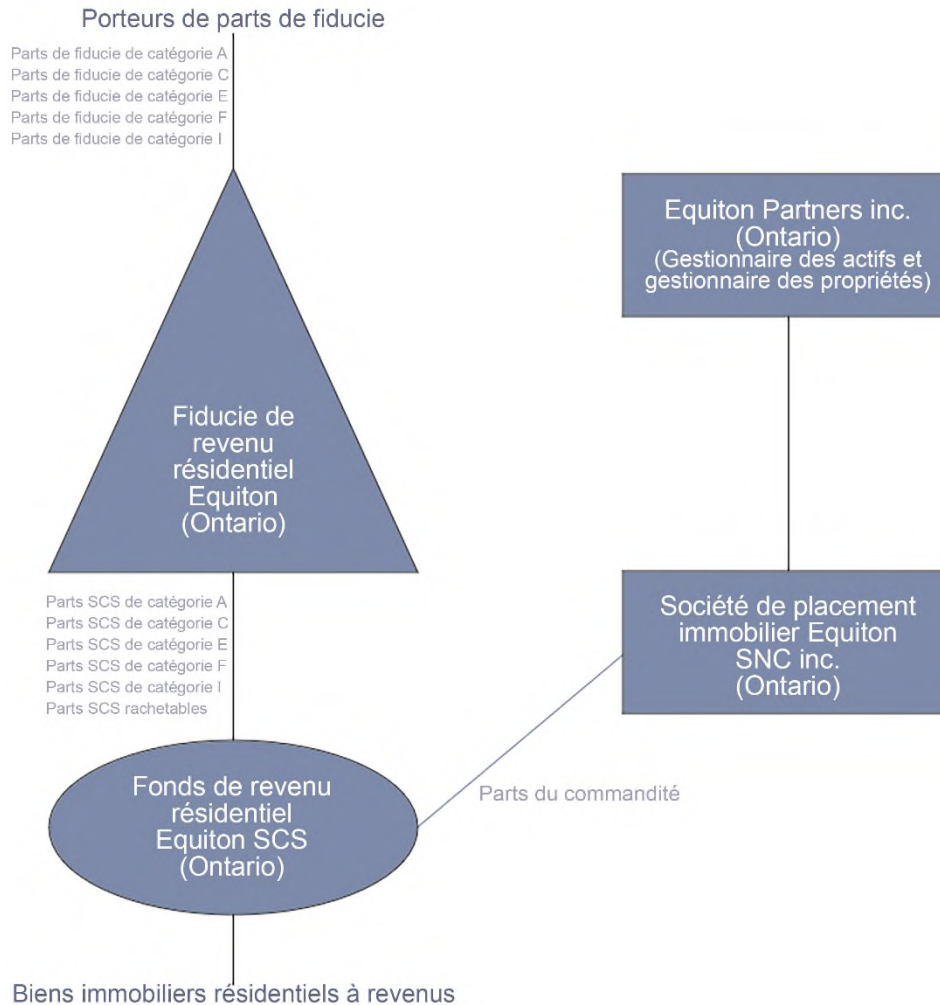 Porteurs de parts de fiducie
Parts de fiducie de catégorie A
Parts de fiducie de catégorie C
Parts de fiducie de catégorie E
Parts de fiducie de catégorie F
Parts de fiducie de catégorie I
Equiton Partners inc.
(Ontario)
(Gestionnaire des actifs et
gestionnaire des propriétés)
Fiducie de
revenu
résidentiel
Equiton
(Ontario)
Parts SCS de catégorie A
Parts SCS de catégorie C
Parts SCS de catégorie E
Parts SCS de catégorie F
Parts SCS de catégorie I
Parts SCS rachetables
Société de placement
immobilier Equiton
SNC inc.
(Ontario)
Parts du commandité
Fonds de revenu
résidentiel
Equiton SCS
(Ontario)
Biens immobiliers résidentiels à revenus